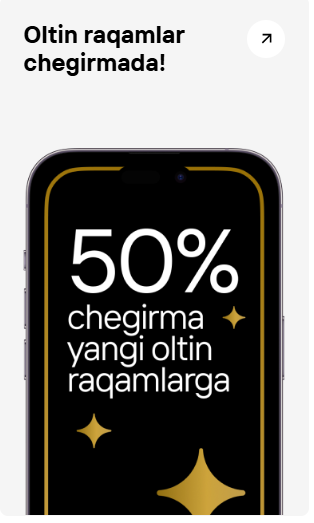 Oltin raqamlar
chegirmada!
50%
chegirma
yangi oltin
raqamlarga